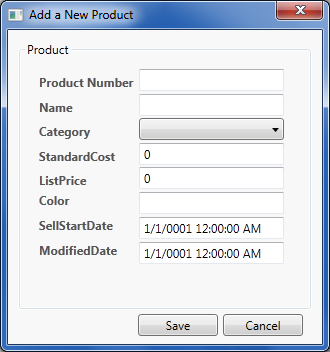 Add a New Product
Product
Product Number
Name
Category
StandardCost 0
ListPrice 0
Color
SellStartDate 1/1/0001 12:00:00 AM
ModifiedDate 1/1/0001 12:00:00 AM
Save Cancel